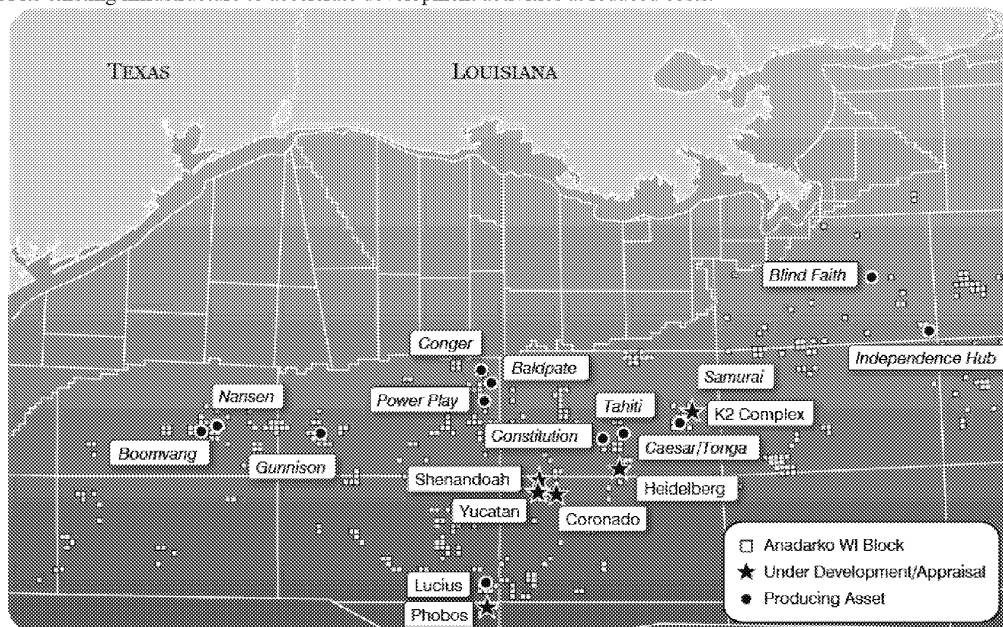 TEXAS
LOUISIANA
Blind Faith
Independence Hub
Conger
Baldpate
Samurai
Nansen
Power Play
Tahiti
K2 Complex
Constitution
Caesar/Tonga
Boomvang
Gunnison
Shenandoah
Heidelberg
Yucatan
Coronado
Lucius
Phobos
Anadarko WI Block
Under Development/Appraisal
Producing Asset